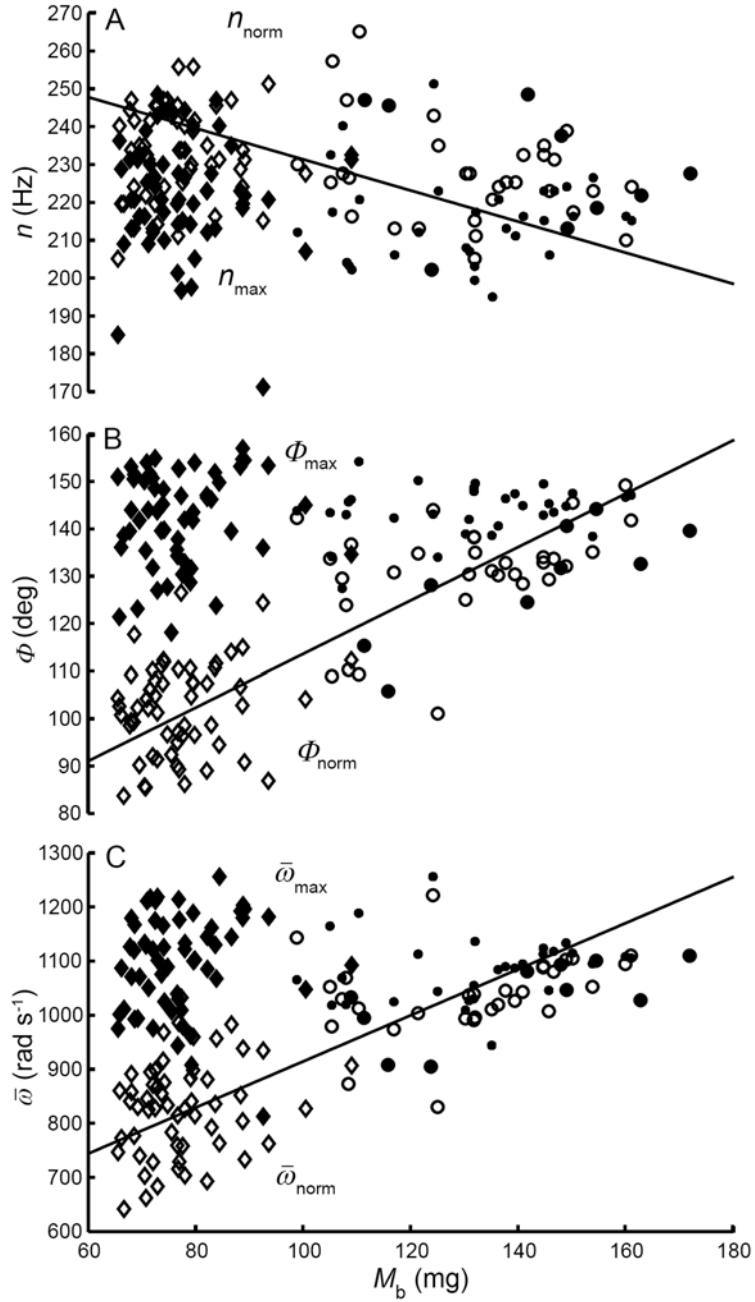 A
n_norm
n_max
n (Hz)
270
260
250
240
230
220
210
200
190
180
170
B
Φ_max
Φ_norm
Φ (deg)
160
150
140
130
120
110
100
90
80
C
ω̄_max
ω̄_norm
ω̄ (rad s⁻¹)
1300
1200
1100
1000
900
800
700
600
60 80 100 120 140 160 180
M_b (mg)